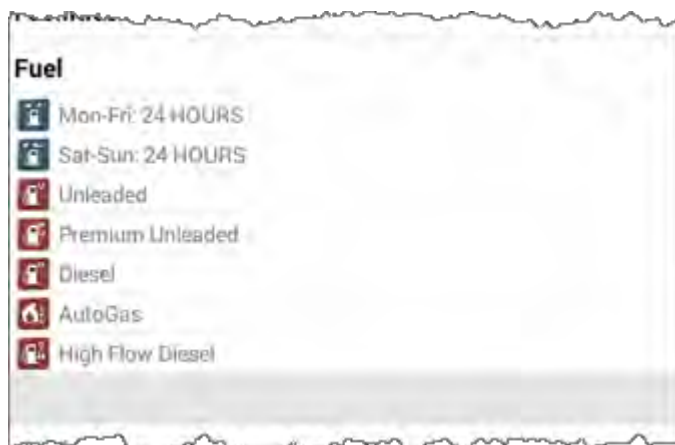 Fuel
Mon-Fri: 24 HOURS
Sat-Sun: 24 HOURS
Unleaded
Premium Unleaded
Diesel
AutoGas
High Flow Diesel